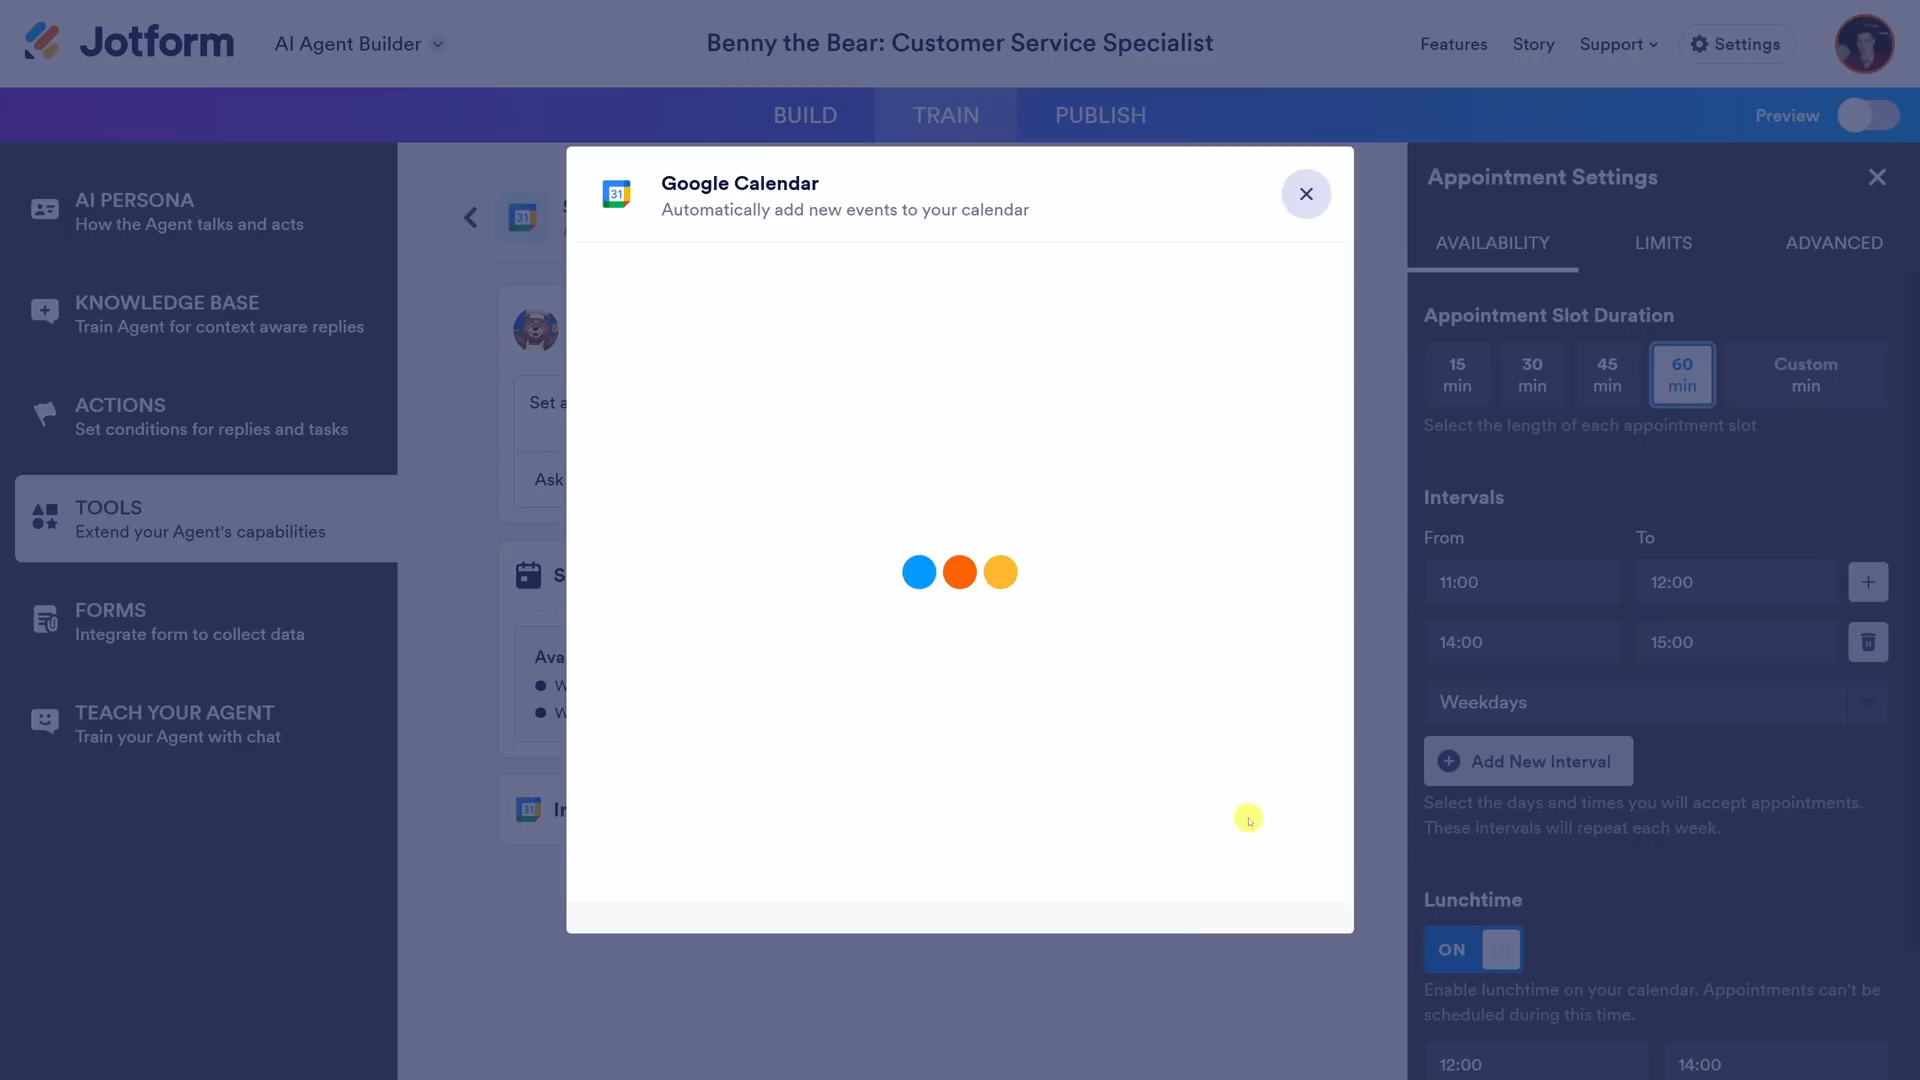 Jotform
AI Agent Builder
Benny the Bear: Customer Service Specialist
Features
Story
Support
Settings
BUILD
TRAIN
PUBLISH
Preview
AI PERSONA
How the Agent talks and acts
KNOWLEDGE BASE
Train Agent for context aware replies
ACTIONS
Set conditions for replies and tasks
TOOLS
Extend your Agent's capabilities
FORMS
Integrate form to collect data
TEACH YOUR AGENT
Train your Agent with chat
31
Set a
Ask
S
Ava
W
W
31
31
Google Calendar
Automatically add new events to your calendar
Appointment Settings
AVAILABILITY
LIMITS
ADVANCED
Appointment Slot Duration
15 min
30 min
45 min
60 min
Custom min
Select the length of each appointment slot
Intervals
From
To
11:00
12:00
14:00
15:00
Weekdays
Add New Interval
Select the days and times you will accept appointments.
These intervals will repeat each week.
Lunchtime
ON
Enable lunchtime on your calendar. Appointments can't be
scheduled during this time.
12:00
14:00